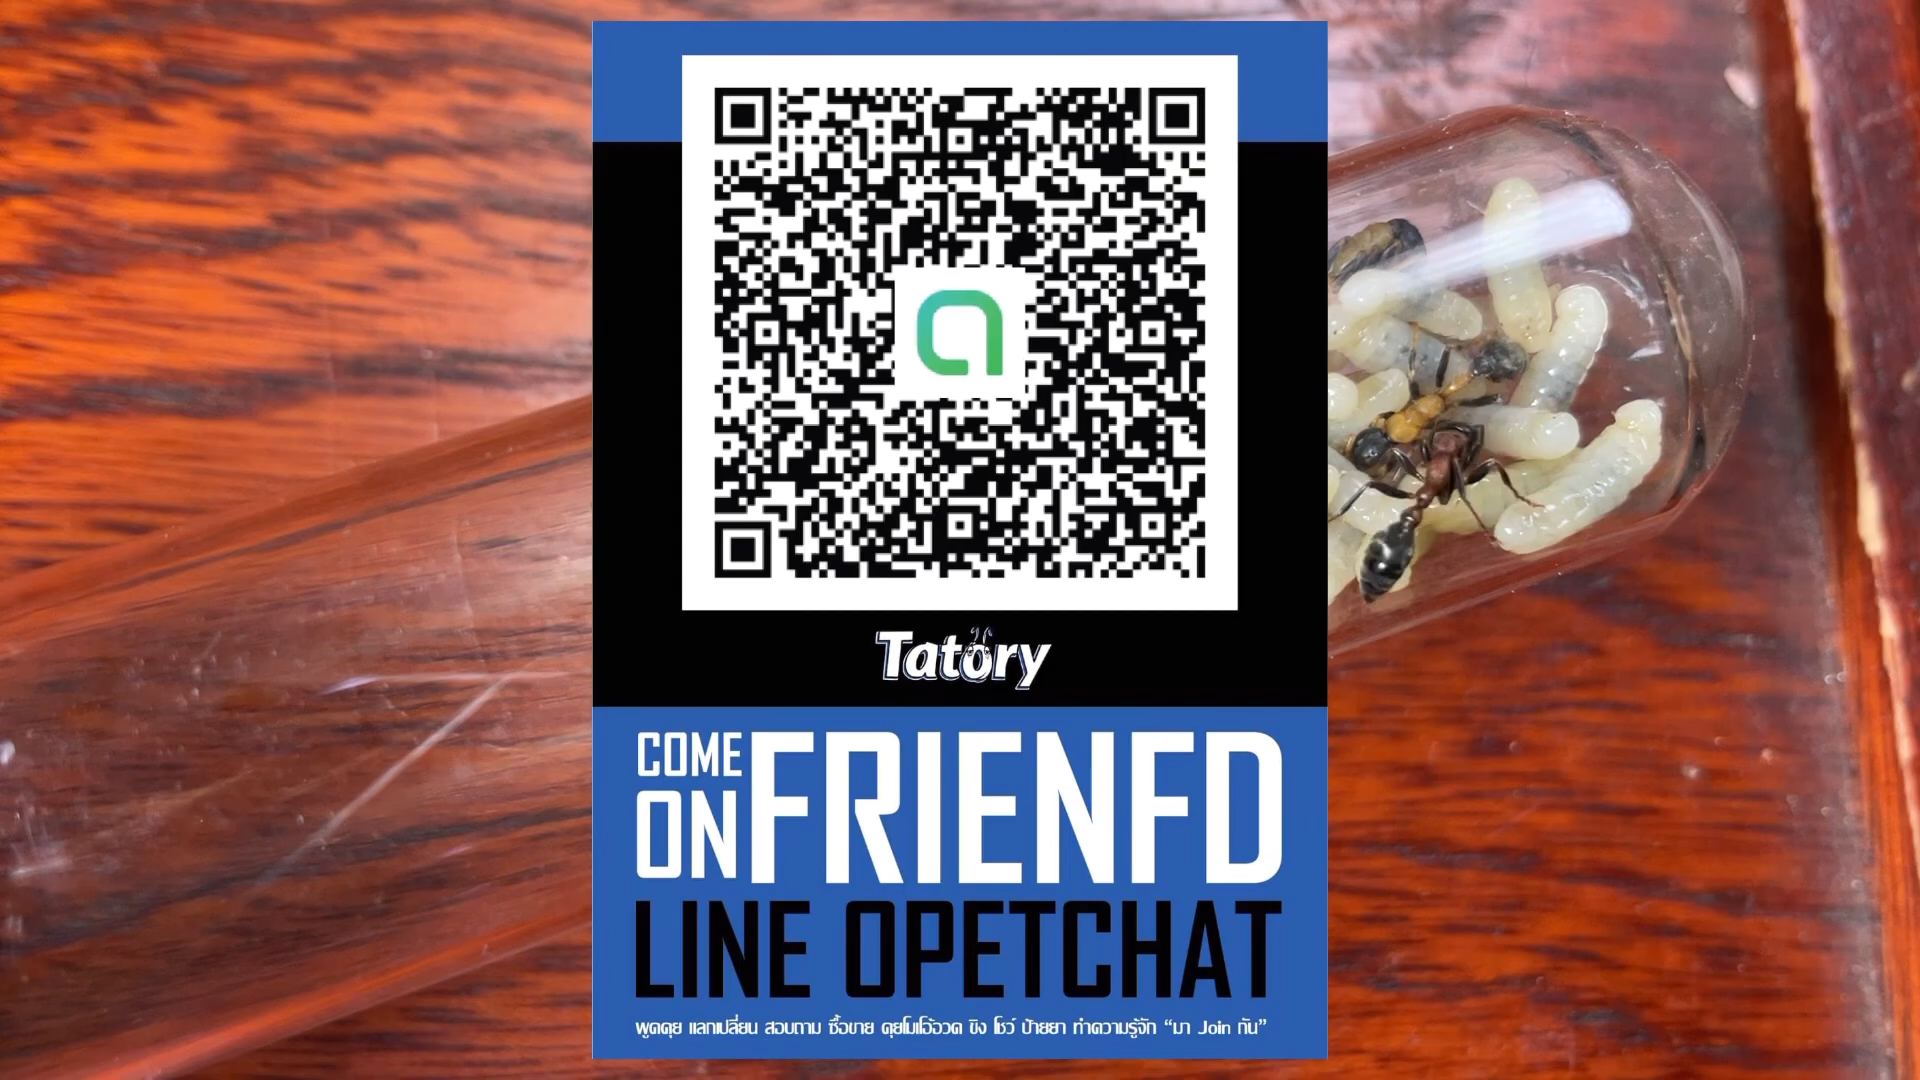 Tatory
COME
ON FRIENFD
LINE OPETCHAT
พูดคุย แลกเปลี่ยน สอบถาม ซื้อขาย คุยโมโอ้อวด ขิง โชว์ ป้ายยา ทำความรู้จัก “มา Join กัน”